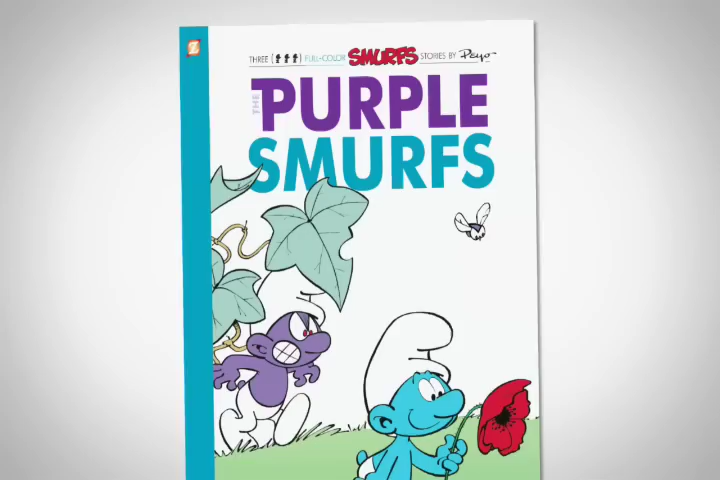 Z
THREE ( ) FULL-COLOR SMURFS STORIES BY Peyo
THE
PURPLE
SMURFS